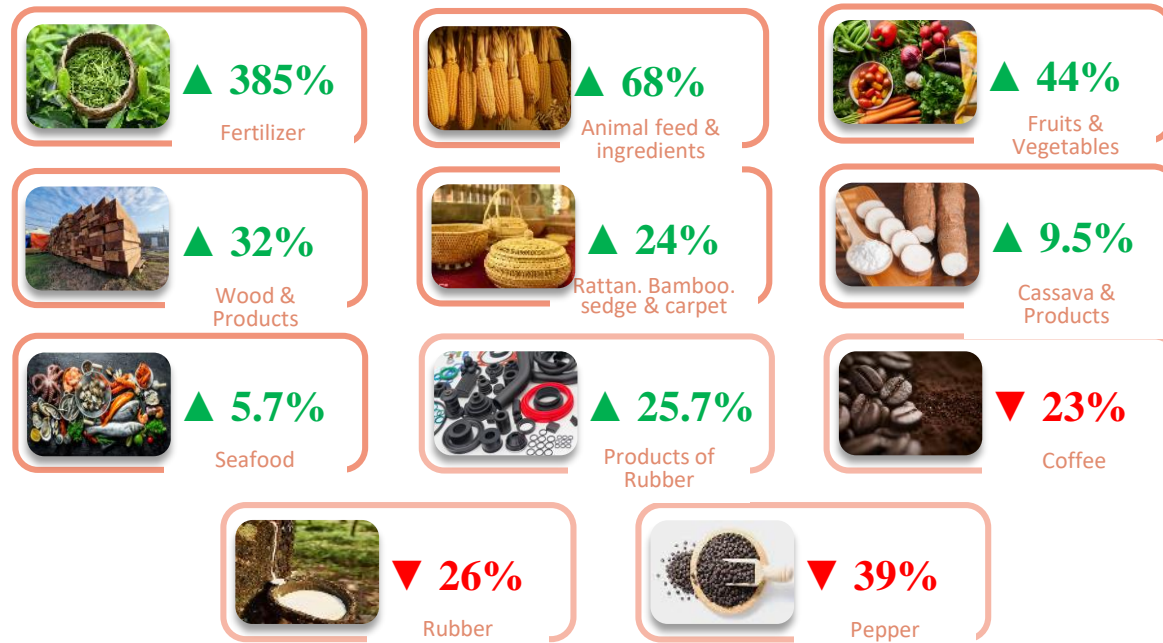 ▲ 385%
Fertilizer
▲ 68%
Animal feed &
ingredients
▲ 44%
Fruits &
Vegetables
▲ 32%
Wood &
Products
▲ 24%
Rattan. Bamboo.
sedge & carpet
▲ 9.5%
Cassava &
Products
▲ 5.7%
Seafood
▲ 25.7%
Products of
Rubber
▼ 23%
Coffee
▼ 26%
Rubber
▼ 39%
Pepper